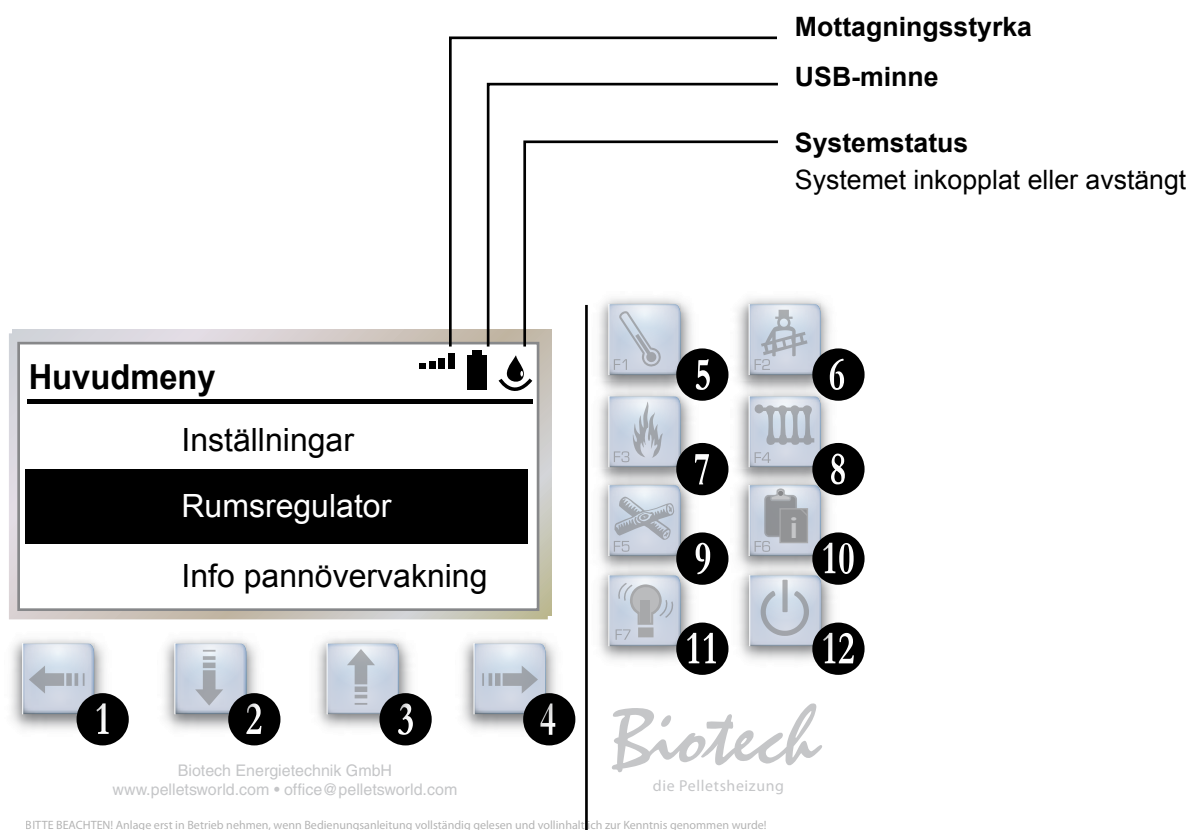 Mottagningsstyrka
USB-minne
Systemstatus
Systemet inkopplat eller avstängt
Huvudmeny
Inställningar
Rumsregulator
Info pannövervakning
1
2
3
4
F1
5
F2
6
F3
7
F4
8
F5
9
F6
i
10
F7
11
12
Biotech
die Pelletsheizung
Biotech Energietechnik GmbH
www.pelletsworld.com • office@pelletsworld.com
BITTE BEACHTEN! Anlage erst in Betrieb nehmen, wenn Bedienungsanleitung vollständig gelesen und vollinhaltlich zur Kenntnis genommen wurde!